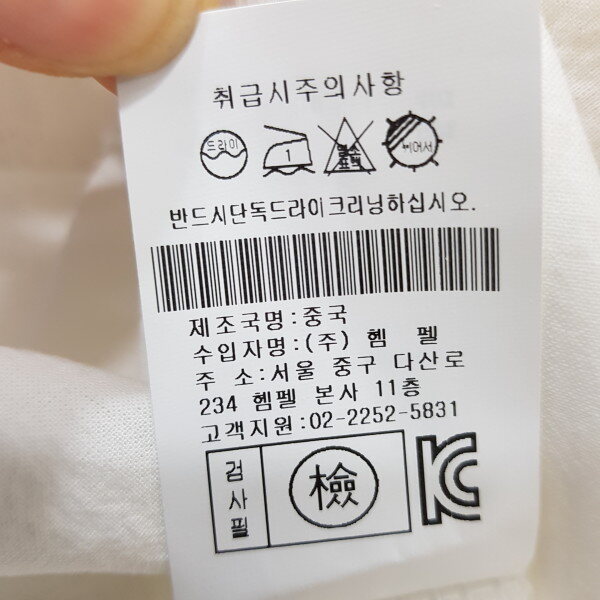 취급시주의사항
드라이
1
염소
표백
뉘어서
반드시단독드라이크리닝하십시오.
제조국명:중국
수입자명:(주) 헴 펠
주 소:서울 중구 다산로
234 헴펠 본사 11층
고객지원:02-2252-5831
검사필
檢
KC